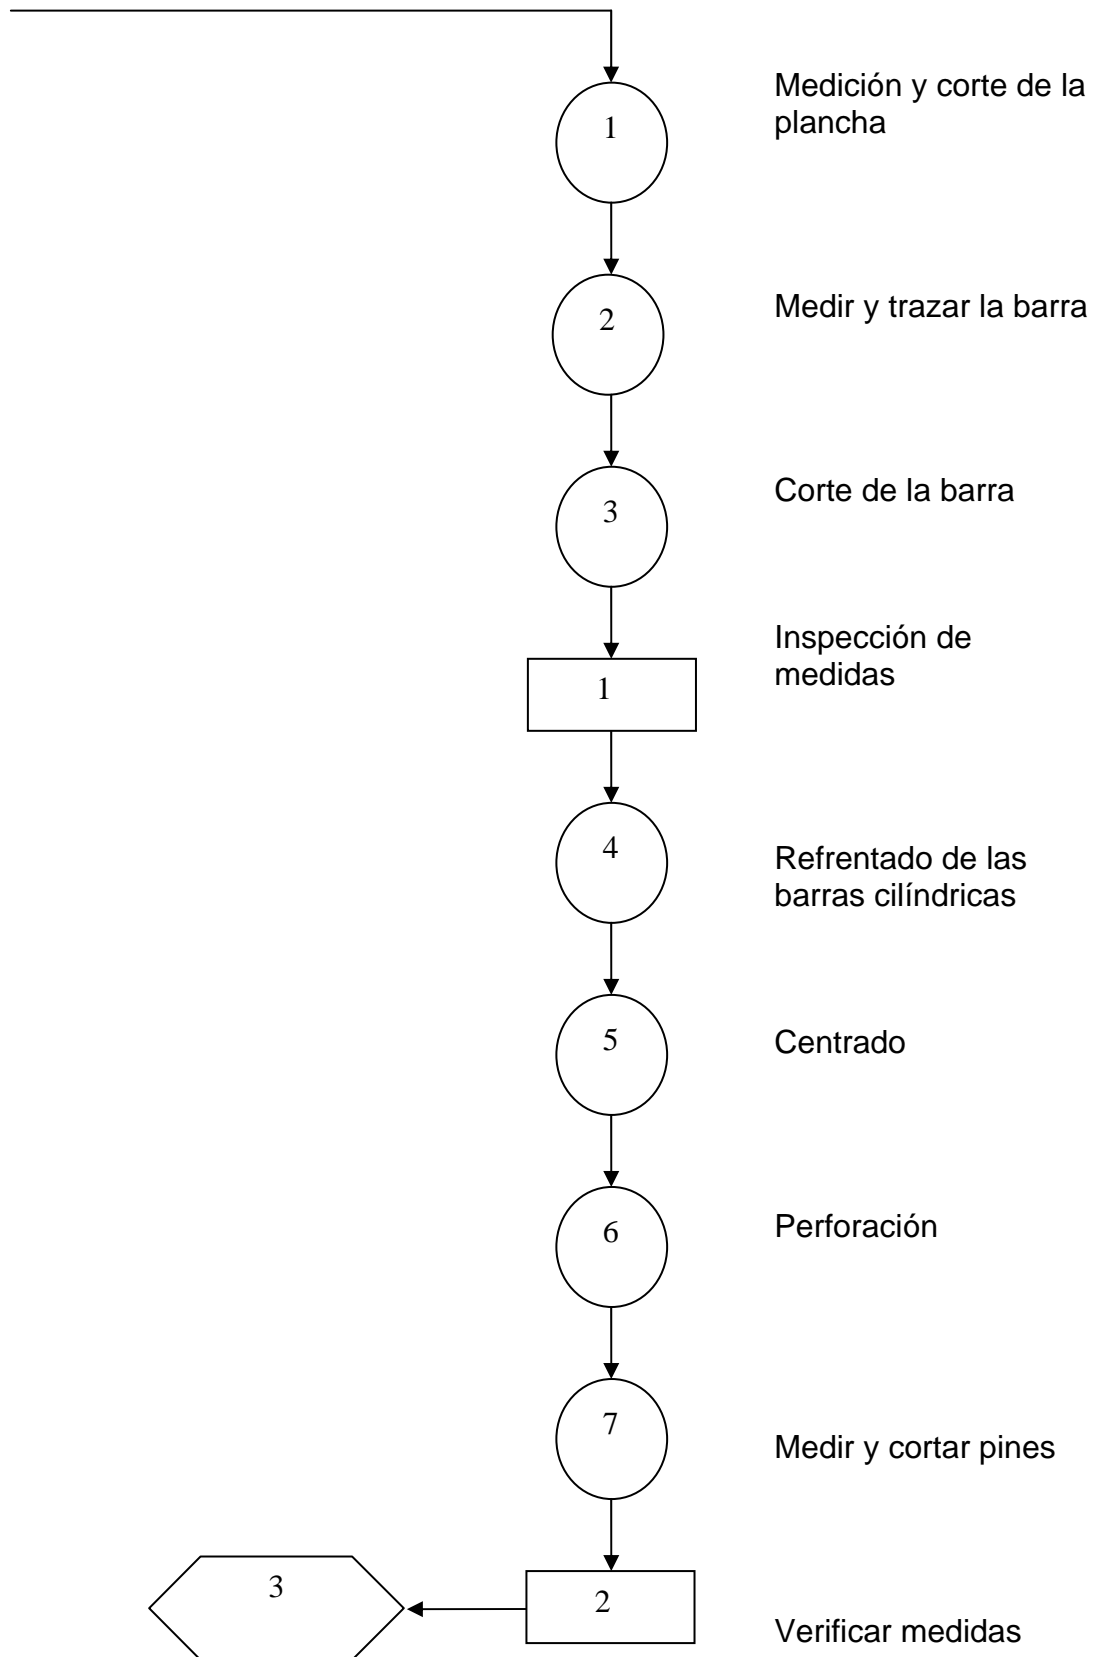 1
Medición y corte de la
plancha
2
Medir y trazar la barra
3
Corte de la barra
1
Inspección de
medidas
4
Refrentado de las
barras cilíndricas
5
Centrado
6
Perforación
7
Medir y cortar pines
3
2
Verificar medidas